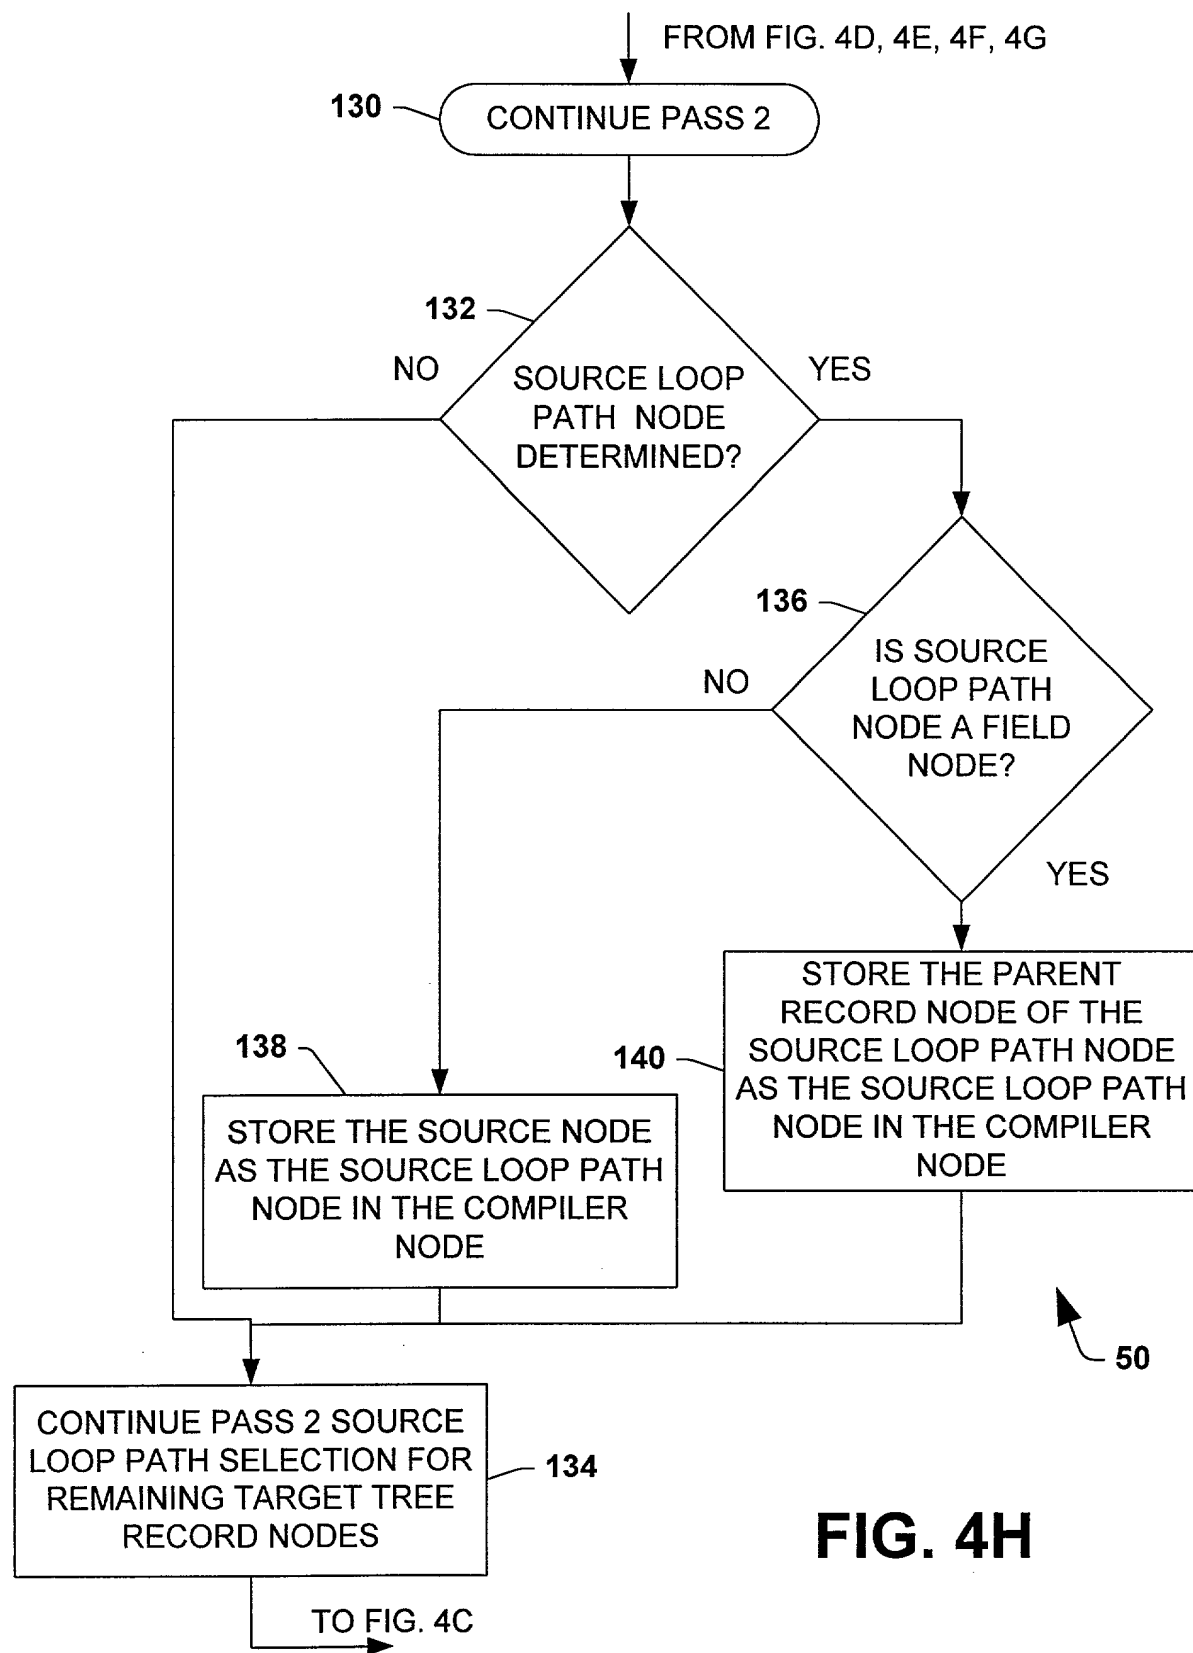 FROM FIG. 4D, 4E, 4F, 4G
130
CONTINUE PASS 2
132
NO
YES
SOURCE LOOP
PATH NODE
DETERMINED?
136
NO
IS SOURCE
LOOP PATH
NODE A FIELD
NODE?
YES
138
STORE THE SOURCE NODE
AS THE SOURCE LOOP PATH
NODE IN THE COMPILER
NODE
140
STORE THE PARENT
RECORD NODE OF THE
SOURCE LOOP PATH NODE
AS THE SOURCE LOOP PATH
NODE IN THE COMPILER
NODE
50
CONTINUE PASS 2 SOURCE
LOOP PATH SELECTION FOR
REMAINING TARGET TREE
RECORD NODES
134
TO FIG. 4C
FIG. 4H